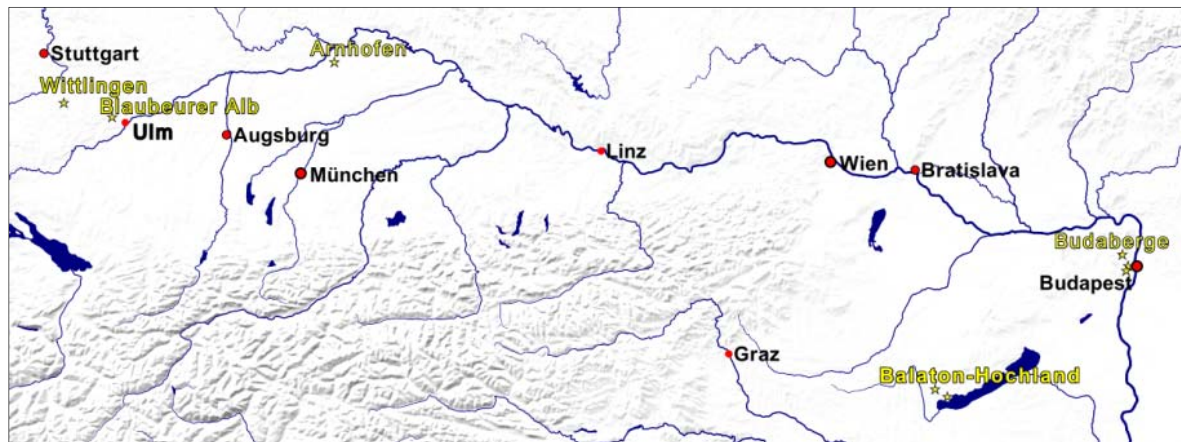 Stuttgart
Arnhofen
Wittlingen
Blaubeurer Alb
Ulm
Augsburg
München
Linz
Wien
Bratislava
Budaberge
Budapest
Graz
Balaton-Hochland